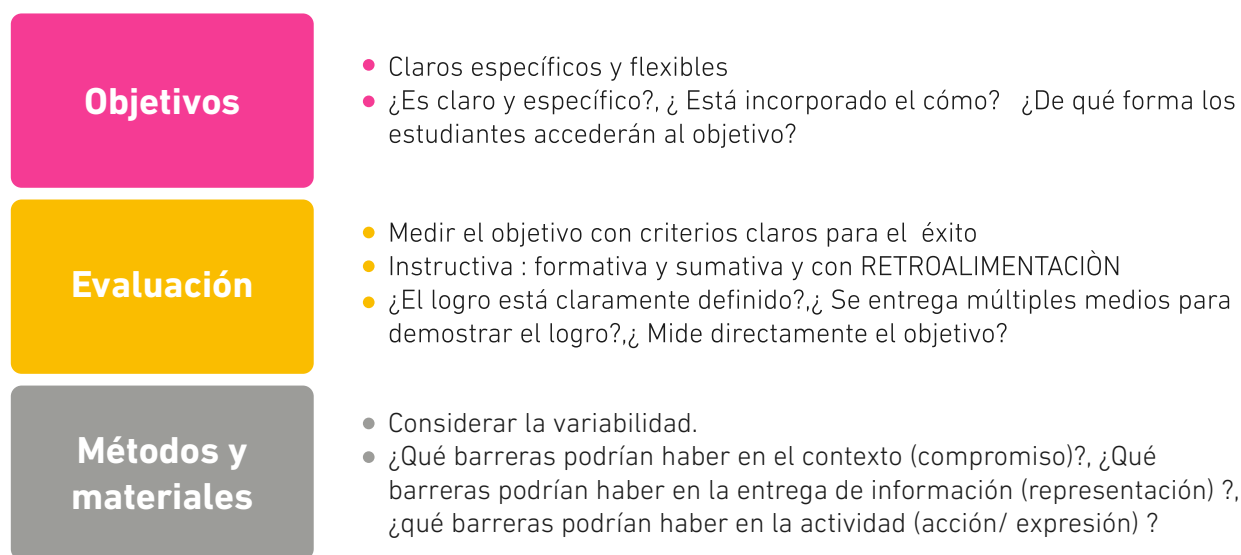 Objetivos
Claros específicos y flexibles
¿Es claro y específico?, ¿ Está incorporado el cómo?   ¿De qué forma los
estudiantes accederán al objetivo?
Evaluación
Medir el objetivo con criterios claros para el  éxito
Instructiva : formativa y sumativa y con RETROALIMENTACIÒN
¿El logro está claramente definido?,¿ Se entrega múltiples medios para
demostrar el logro?,¿ Mide directamente el objetivo?
Métodos y
materiales
Considerar la variabilidad.
¿Qué barreras podrían haber en el contexto (compromiso)?, ¿Qué
barreras podrían haber en la entrega de información (representación) ?,
¿qué barreras podrían haber en la actividad (acción/ expresión) ?